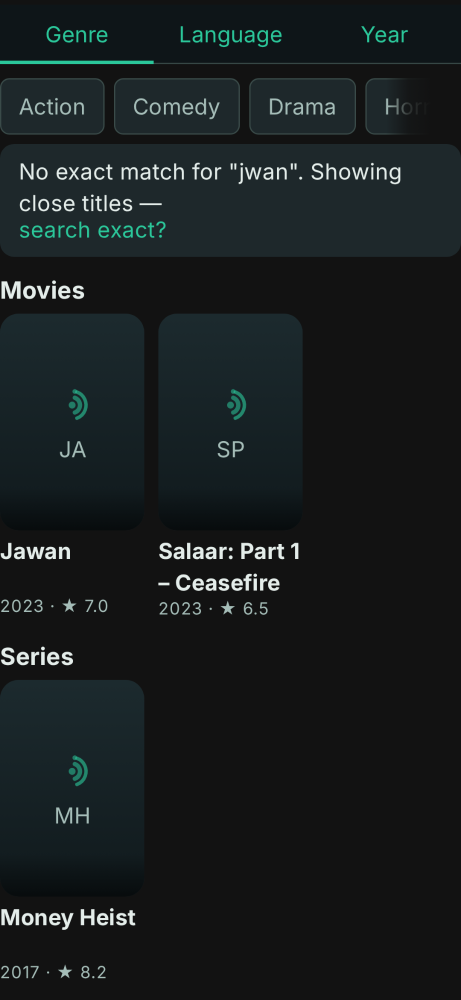 Genre Language Year
Action Comedy Drama
No exact match for "jwan". Showing
close titles —
search exact?
Movies
JA SP
Jawan
Salaar: Part 1
– Ceasefire
2023 · ★ 7.0
2023 · ★ 6.5
Series
MH
Money Heist
2017 · ★ 8.2